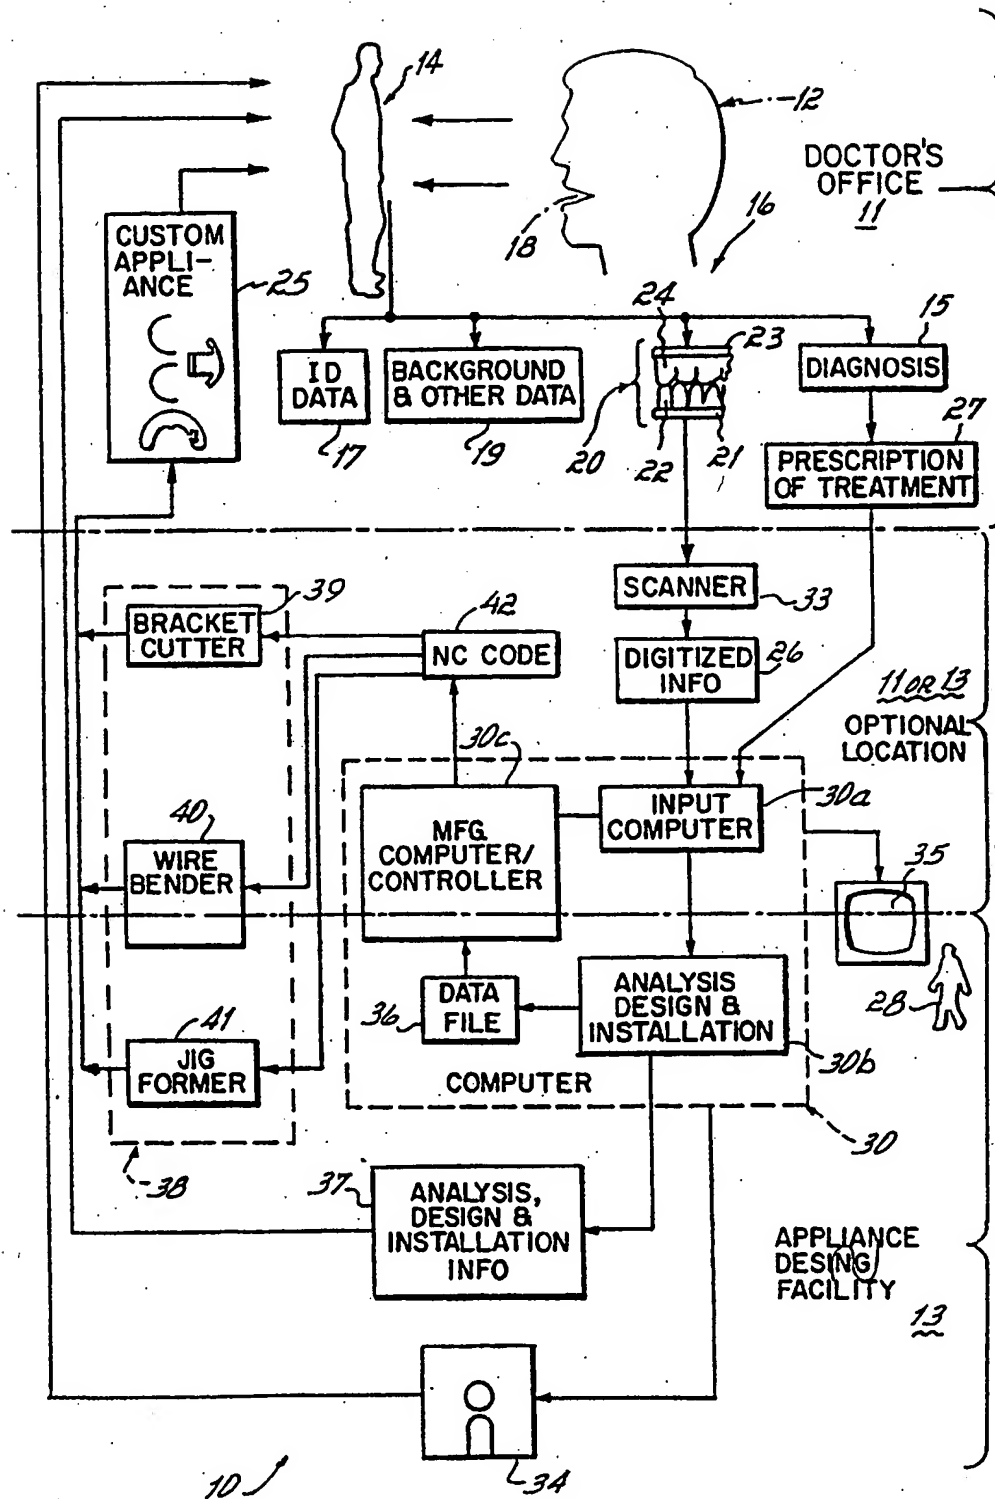 14
12
DOCTOR'S
OFFICE
11
18
16
CUSTOM
APPLI-
ANCE
25
24
23
15
ID
DATA
17
BACKGROUND
& OTHER DATA
19
20
22
21
DIAGNOSIS
27
PRESCRIPTION
OF TREATMENT
SCANNER
33
39
BRACKET
CUTTER
42
NC CODE
DIGITIZED
INFO
26
11 OR 13
OPTIONAL
LOCATION
30c
MFG.
COMPUTER/
CONTROLLER
INPUT
COMPUTER
30a
40
WIRE
BENDER
35
28
DATA
FILE
36
ANALYSIS
DESIGN &
INSTALLATION
30b
41
JIG
FORMER
COMPUTER
30
38
37
ANALYSIS,
DESIGN &
INSTALLATION
INFO
APPLIANCE
DESING
FACILITY
13
34
10